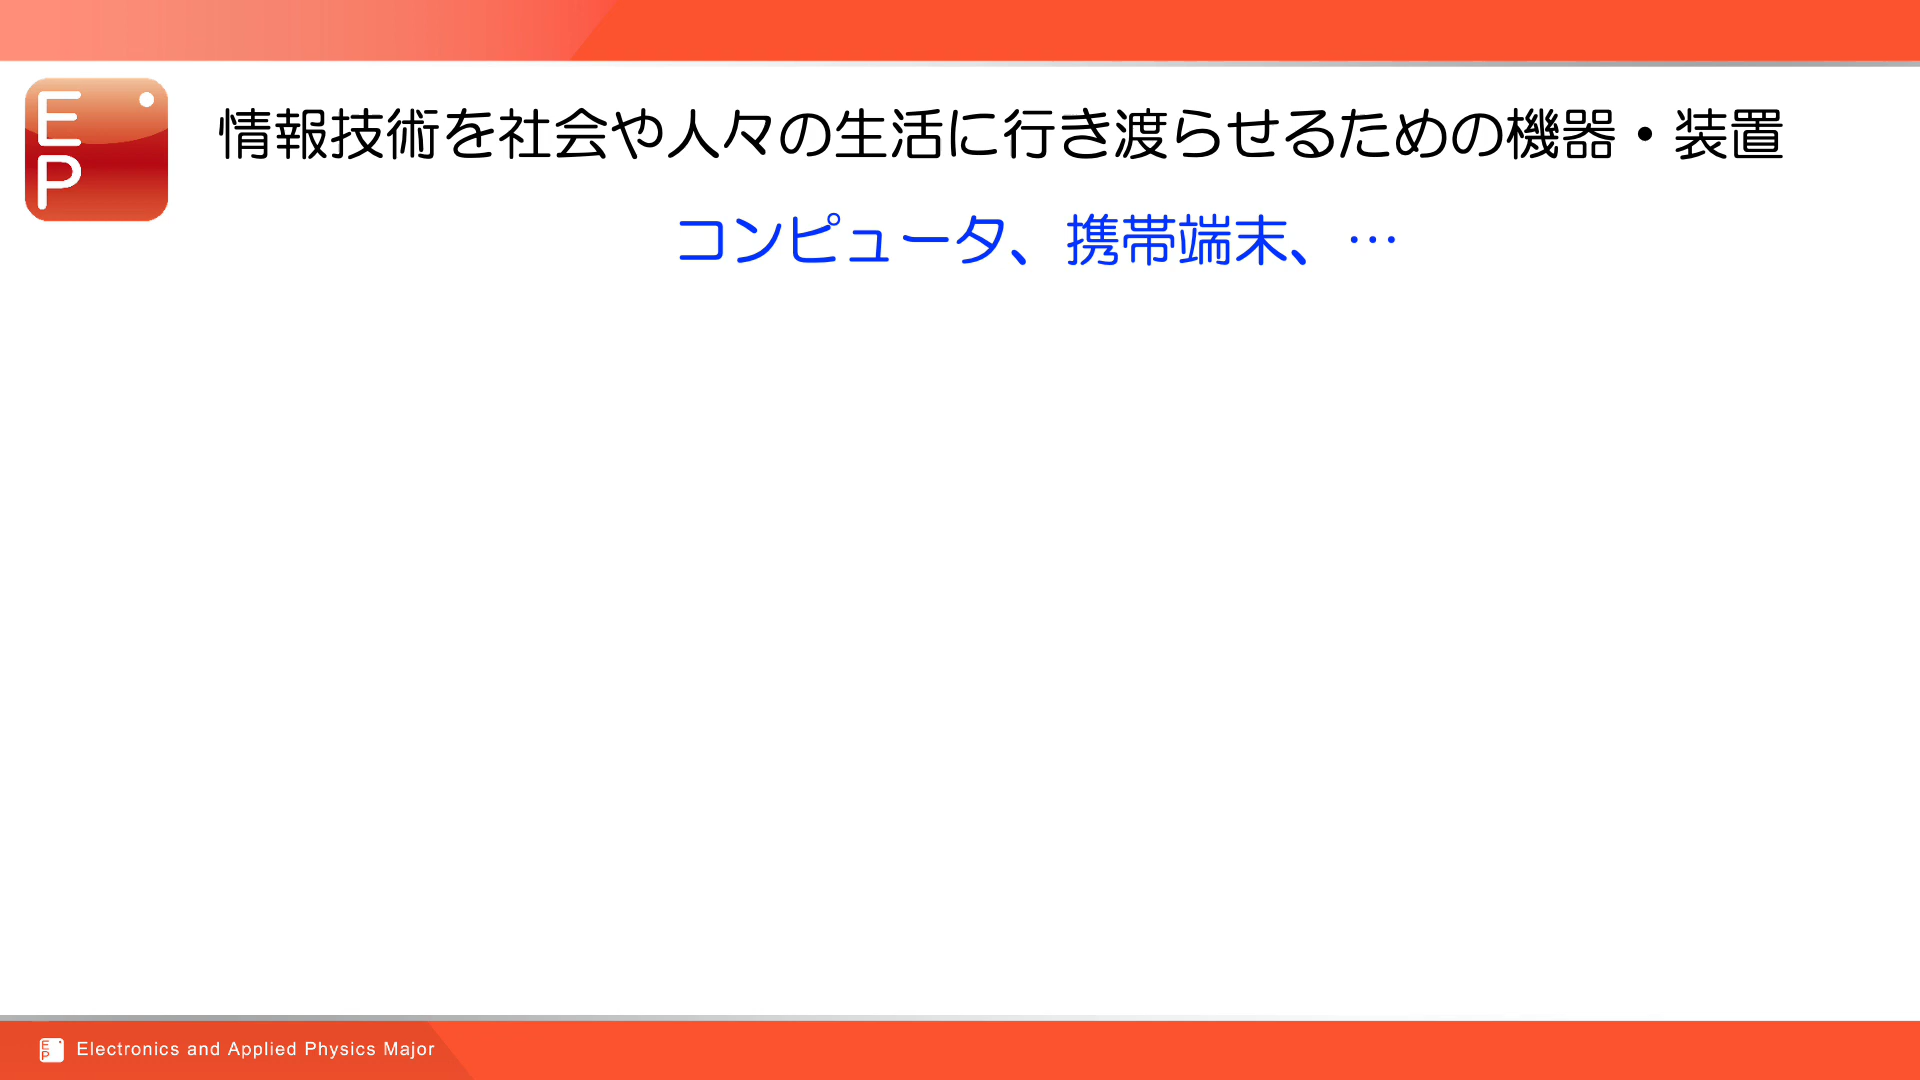 E
P
情報技術を社会や人々の生活に行き渡らせるための機器・装置
コンピュータ、携帯端末、…
E
P
Electronics and Applied Physics Major